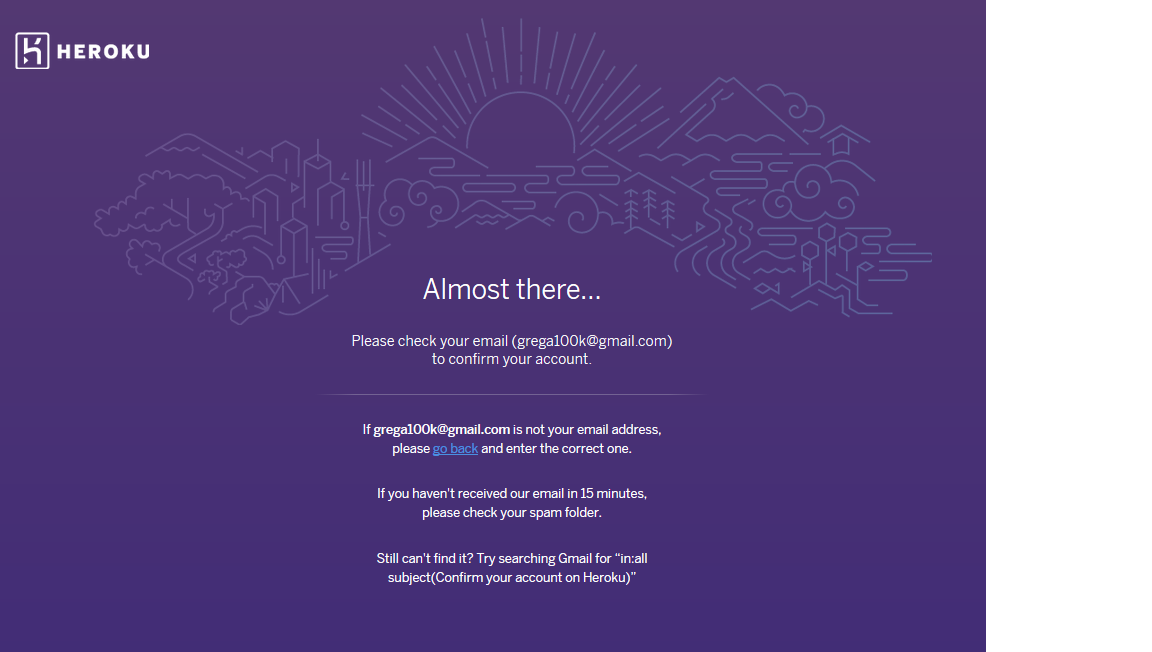 HEROKU
Almost there...
Please check your email (grega100k@gmail.com)
to confirm your account.
If grega100k@gmail.com is not your email address,
please go back and enter the correct one.
If you haven't received our email in 15 minutes,
please check your spam folder.
Still can't find it? Try searching Gmail for “in:all
subject(Confirm your account on Heroku)”